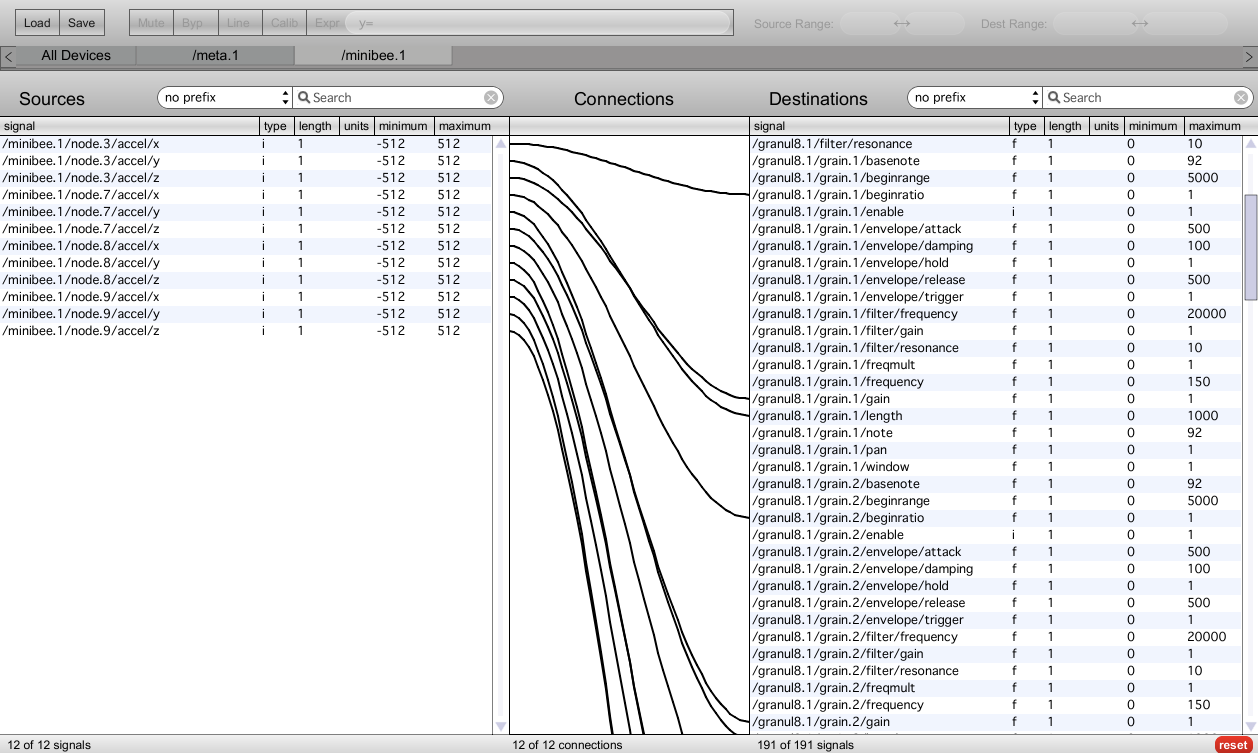 Load Save Mute Byp Line Calib Expr y= Source Range: ↔ Dest Range: ↔
< All Devices /meta.1 /minibee.1 >
Sources no prefix Search Connections Destinations no prefix Search
signal type length units minimum maximum signal type length units minimum maximum
/minibee.1/node.3/accel/x i 1 -512 512 /granul8.1/filter/resonance f 1 0 10
/minibee.1/node.3/accel/y i 1 -512 512 /granul8.1/grain.1/basenote f 1 0 92
/minibee.1/node.3/accel/z i 1 -512 512 /granul8.1/grain.1/beginrange f 1 0 5000
/minibee.1/node.7/accel/x i 1 -512 512 /granul8.1/grain.1/beginratio f 1 0 1
/minibee.1/node.7/accel/y i 1 -512 512 /granul8.1/grain.1/enable i 1 0 1
/minibee.1/node.7/accel/z i 1 -512 512 /granul8.1/grain.1/envelope/attack f 1 0 500
/minibee.1/node.8/accel/x i 1 -512 512 /granul8.1/grain.1/envelope/damping f 1 0 100
/minibee.1/node.8/accel/y i 1 -512 512 /granul8.1/grain.1/envelope/hold f 1 0 1
/minibee.1/node.8/accel/z i 1 -512 512 /granul8.1/grain.1/envelope/release f 1 0 500
/minibee.1/node.9/accel/x i 1 -512 512 /granul8.1/grain.1/envelope/trigger f 1 0 1
/minibee.1/node.9/accel/y i 1 -512 512 /granul8.1/grain.1/filter/frequency f 1 0 20000
/minibee.1/node.9/accel/z i 1 -512 512 /granul8.1/grain.1/filter/gain f 1 0 1
/granul8.1/grain.1/filter/resonance f 1 0 10
/granul8.1/grain.1/freqmult f 1 0 1
/granul8.1/grain.1/frequency f 1 0 150
/granul8.1/grain.1/gain f 1 0 1
/granul8.1/grain.1/length f 1 0 1000
/granul8.1/grain.1/note f 1 0 92
/granul8.1/grain.1/pan f 1 0 1
/granul8.1/grain.1/window f 1 0 1
/granul8.1/grain.2/basenote f 1 0 92
/granul8.1/grain.2/beginrange f 1 0 5000
/granul8.1/grain.2/beginratio f 1 0 1
/granul8.1/grain.2/enable i 1 0 1
/granul8.1/grain.2/envelope/attack f 1 0 500
/granul8.1/grain.2/envelope/damping f 1 0 100
/granul8.1/grain.2/envelope/hold f 1 0 1
/granul8.1/grain.2/envelope/release f 1 0 500
/granul8.1/grain.2/envelope/trigger f 1 0 1
/granul8.1/grain.2/filter/frequency f 1 0 20000
/granul8.1/grain.2/filter/gain f 1 0 1
/granul8.1/grain.2/filter/resonance f 1 0 10
/granul8.1/grain.2/freqmult f 1 0 1
/granul8.1/grain.2/frequency f 1 0 150
/granul8.1/grain.2/gain f 1 0 1
12 of 12 signals 12 of 12 connections 191 of 191 signals reset